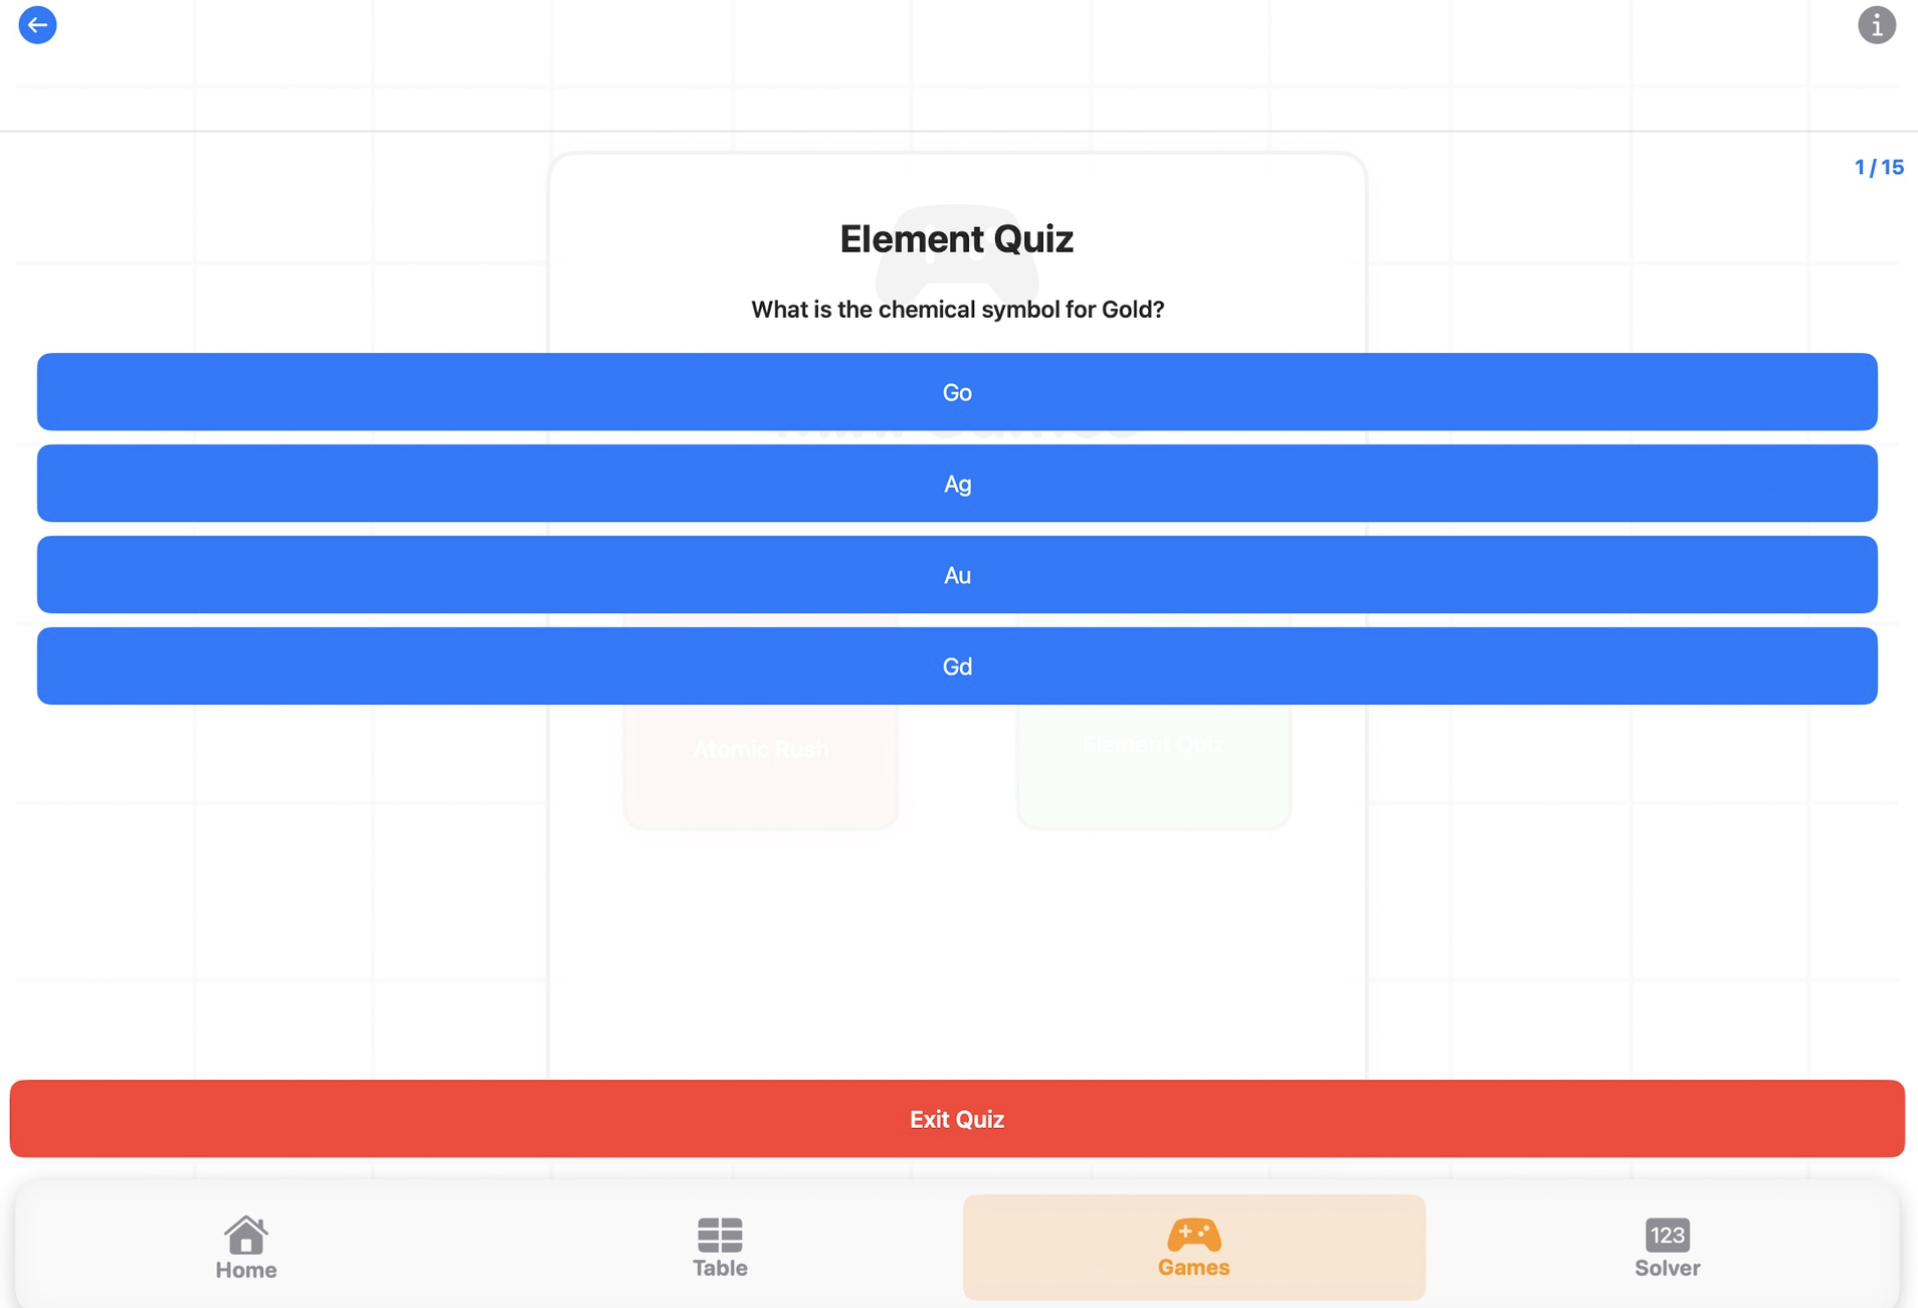 1 / 15
Element Quiz
What is the chemical symbol for Gold?
Go
Ag
Au
Gd
Atomic Rush
Element Quiz
Exit Quiz
Home
Table
Games
123
Solver